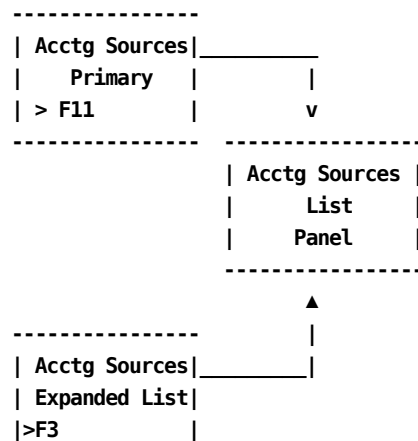 Acctg Sources
Primary
> F11
v
Acctg Sources
List
Panel
Acctg Sources
Expanded List
>F3